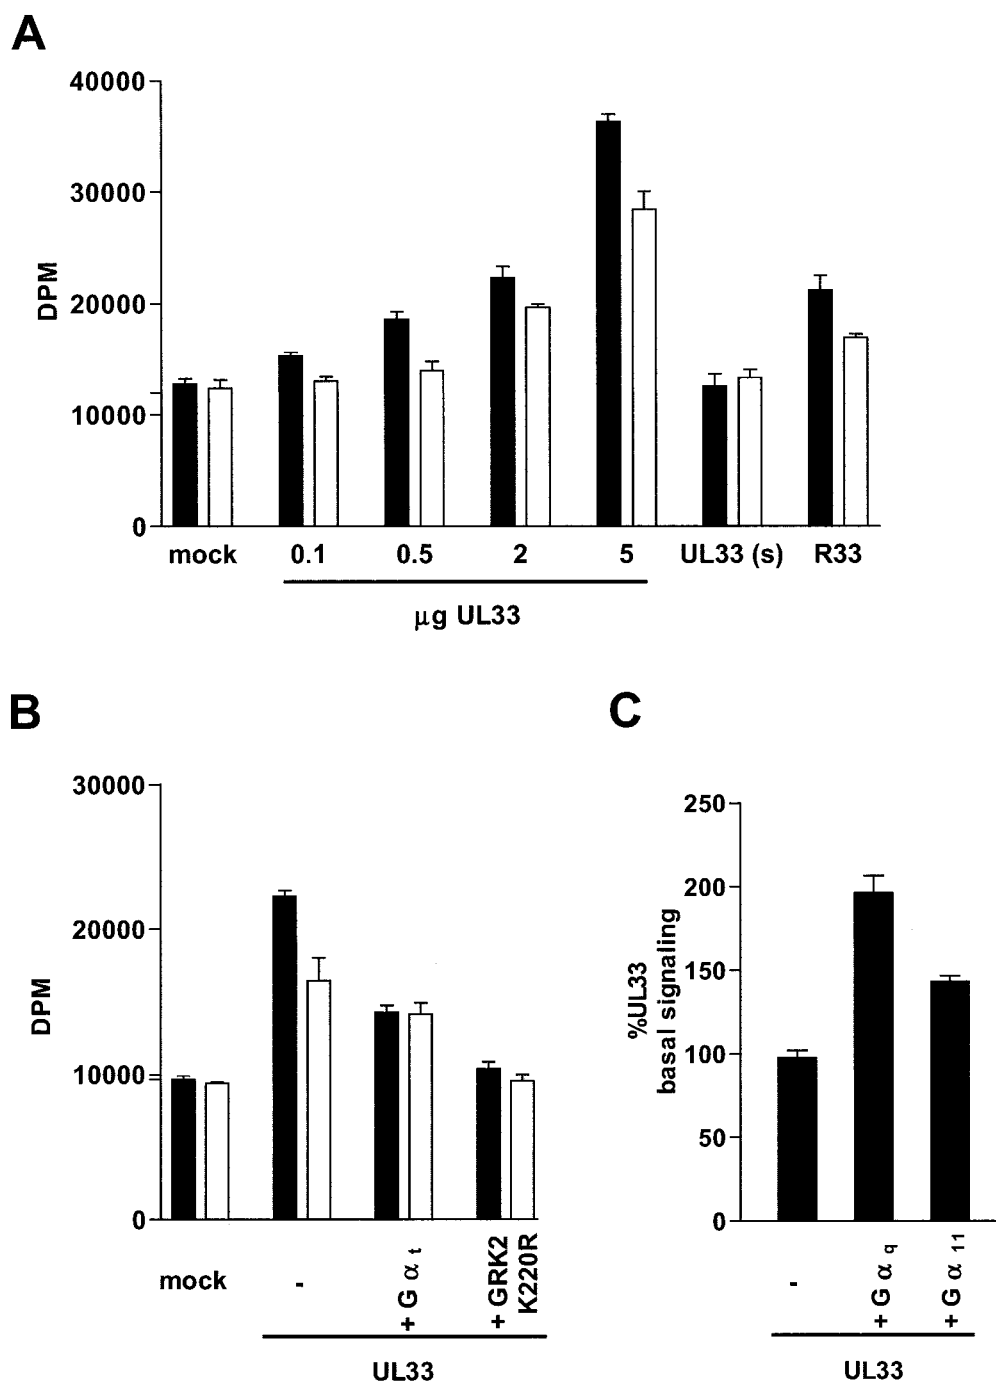 A
40000
30000
20000
10000
0
DPM
mock
0.1
0.5
2
5
UL33 (s)
R33
µg UL33
B
30000
20000
10000
0
DPM
mock
-
+ G α t
+ GRK2
K220R
UL33
C
250
200
150
100
50
0
%UL33
basal signaling
-
+ G α q
+ G α 11
UL33